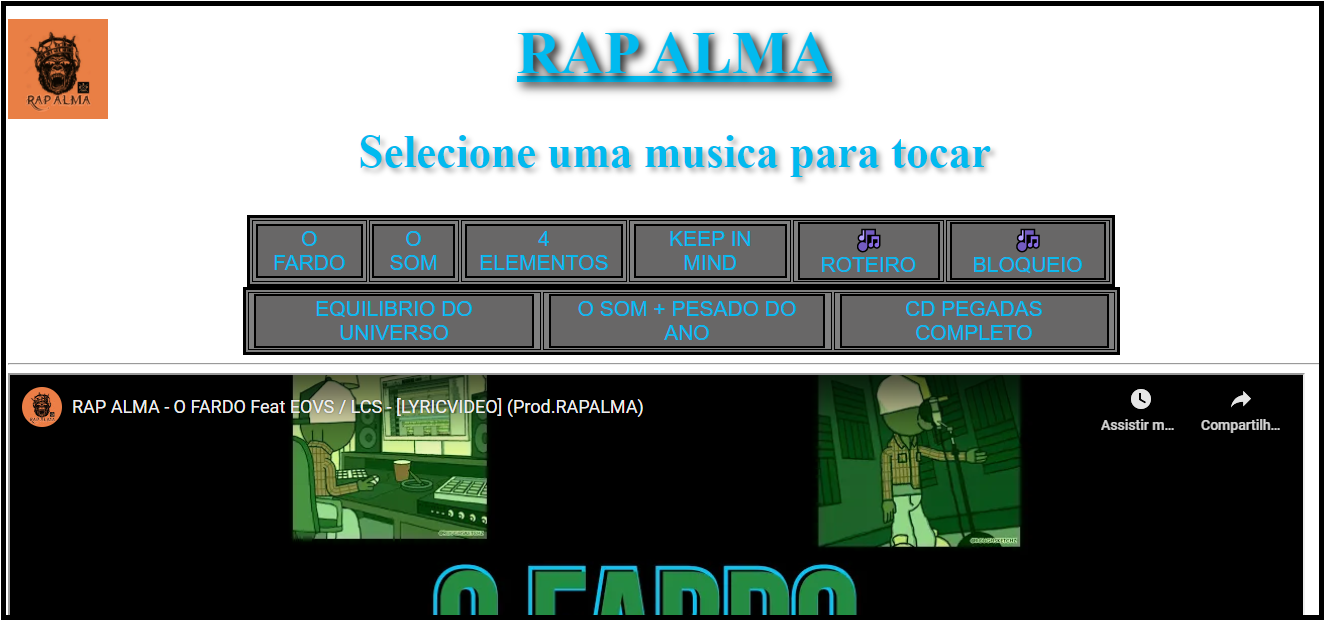 RAP ALMA
RAP ALMA
Selecione uma musica para tocar
O
FARDO
O
SOM
4
ELEMENTOS
KEEP IN
MIND
ROTEIRO
BLOQUEIO
EQUILIBRIO DO
UNIVERSO
O SOM + PESADO DO
ANO
CD PEGADAS
COMPLETO
RAP ALMA - O FARDO Feat EOVS / LCS - [LYRICVIDEO] (Prod.RAPALMA)
Assistir m...
Compartilh...
O FARDO